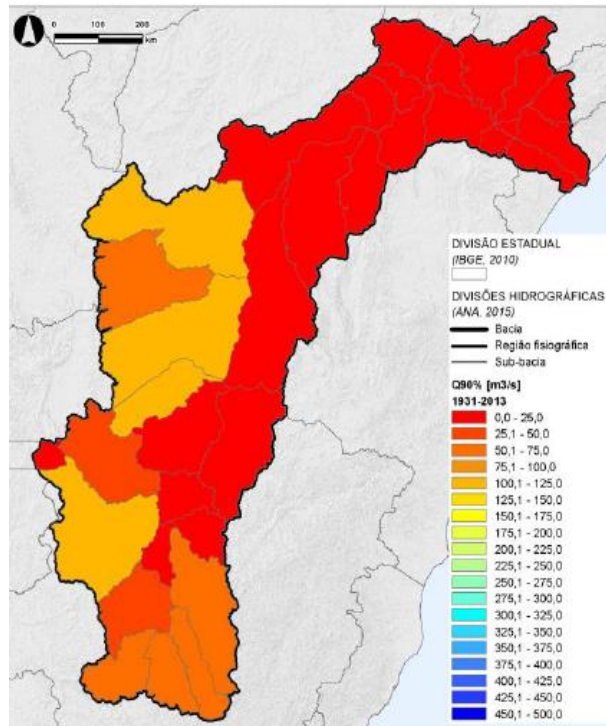 0 100 200
km
DIVISÃO ESTADUAL
(IBGE, 2010)
DIVISÕES HIDROGRÁFICAS
(ANA, 2015)
Bacia
Região fisiográfica
Sub-bacia
Q90% [m3/s]
1931-2013
0,0 - 25,0
25,1 - 50,0
50,1 - 75,0
75,1 - 100,0
100,1 - 125,0
125,1 - 150,0
150,1 - 175,0
175,1 - 200,0
200,1 - 225,0
225,1 - 250,0
250,1 - 275,0
275,1 - 300,0
300,1 - 325,0
325,1 - 350,0
350,1 - 375,0
375,1 - 400,0
400,1 - 425,0
425,1 - 450,0
450,1 - 500,0